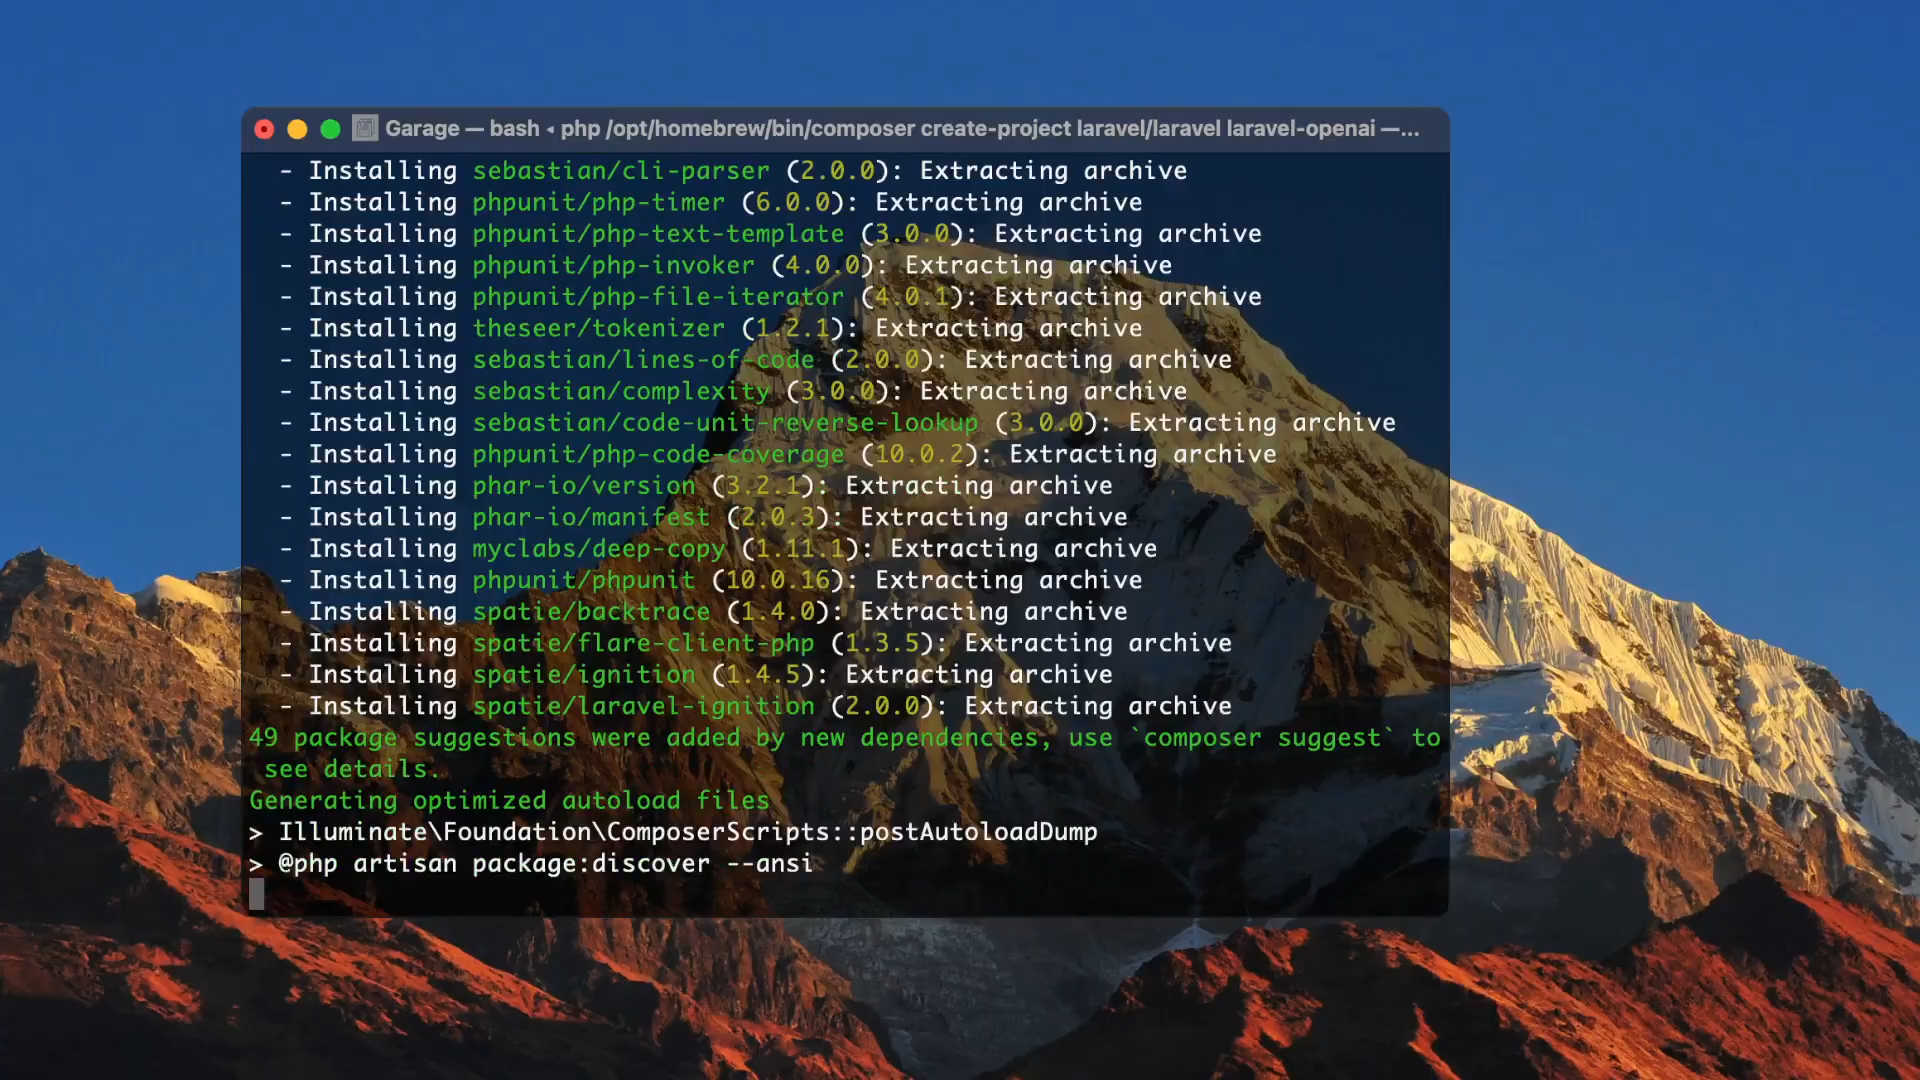 Garage — bash ◂ php /opt/homebrew/bin/composer create-project laravel/laravel laravel-openai —...
- Installing sebastian/cli-parser (2.0.0): Extracting archive
- Installing phpunit/php-timer (6.0.0): Extracting archive
- Installing phpunit/php-text-template (3.0.0): Extracting archive
- Installing phpunit/php-invoker (4.0.0): Extracting archive
- Installing phpunit/php-file-iterator (4.0.1): Extracting archive
- Installing theseer/tokenizer (1.2.1): Extracting archive
- Installing sebastian/lines-of-code (2.0.0): Extracting archive
- Installing sebastian/complexity (3.0.0): Extracting archive
- Installing sebastian/code-unit-reverse-lookup (3.0.0): Extracting archive
- Installing phpunit/php-code-coverage (10.0.2): Extracting archive
- Installing phar-io/version (3.2.1): Extracting archive
- Installing phar-io/manifest (2.0.3): Extracting archive
- Installing myclabs/deep-copy (1.11.1): Extracting archive
- Installing phpunit/phpunit (10.0.16): Extracting archive
- Installing spatie/backtrace (1.4.0): Extracting archive
- Installing spatie/flare-client-php (1.3.5): Extracting archive
- Installing spatie/ignition (1.4.5): Extracting archive
- Installing spatie/laravel-ignition (2.0.0): Extracting archive
49 package suggestions were added by new dependencies, use `composer suggest` to
see details.
Generating optimized autoload files
> Illuminate\Foundation\ComposerScripts::postAutoloadDump
> @php artisan package:discover --ansi